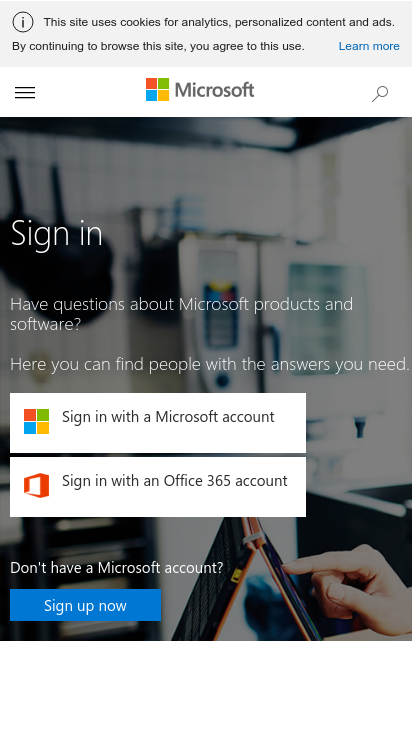 This site uses cookies for analytics, personalized content and ads.
By continuing to browse this site, you agree to this use. Learn more
Microsoft
Sign in
Have questions about Microsoft products and
software?
Here you can find people with the answers you need.
Sign in with a Microsoft account
Sign in with an Office 365 account
Don't have a Microsoft account?
Sign up now